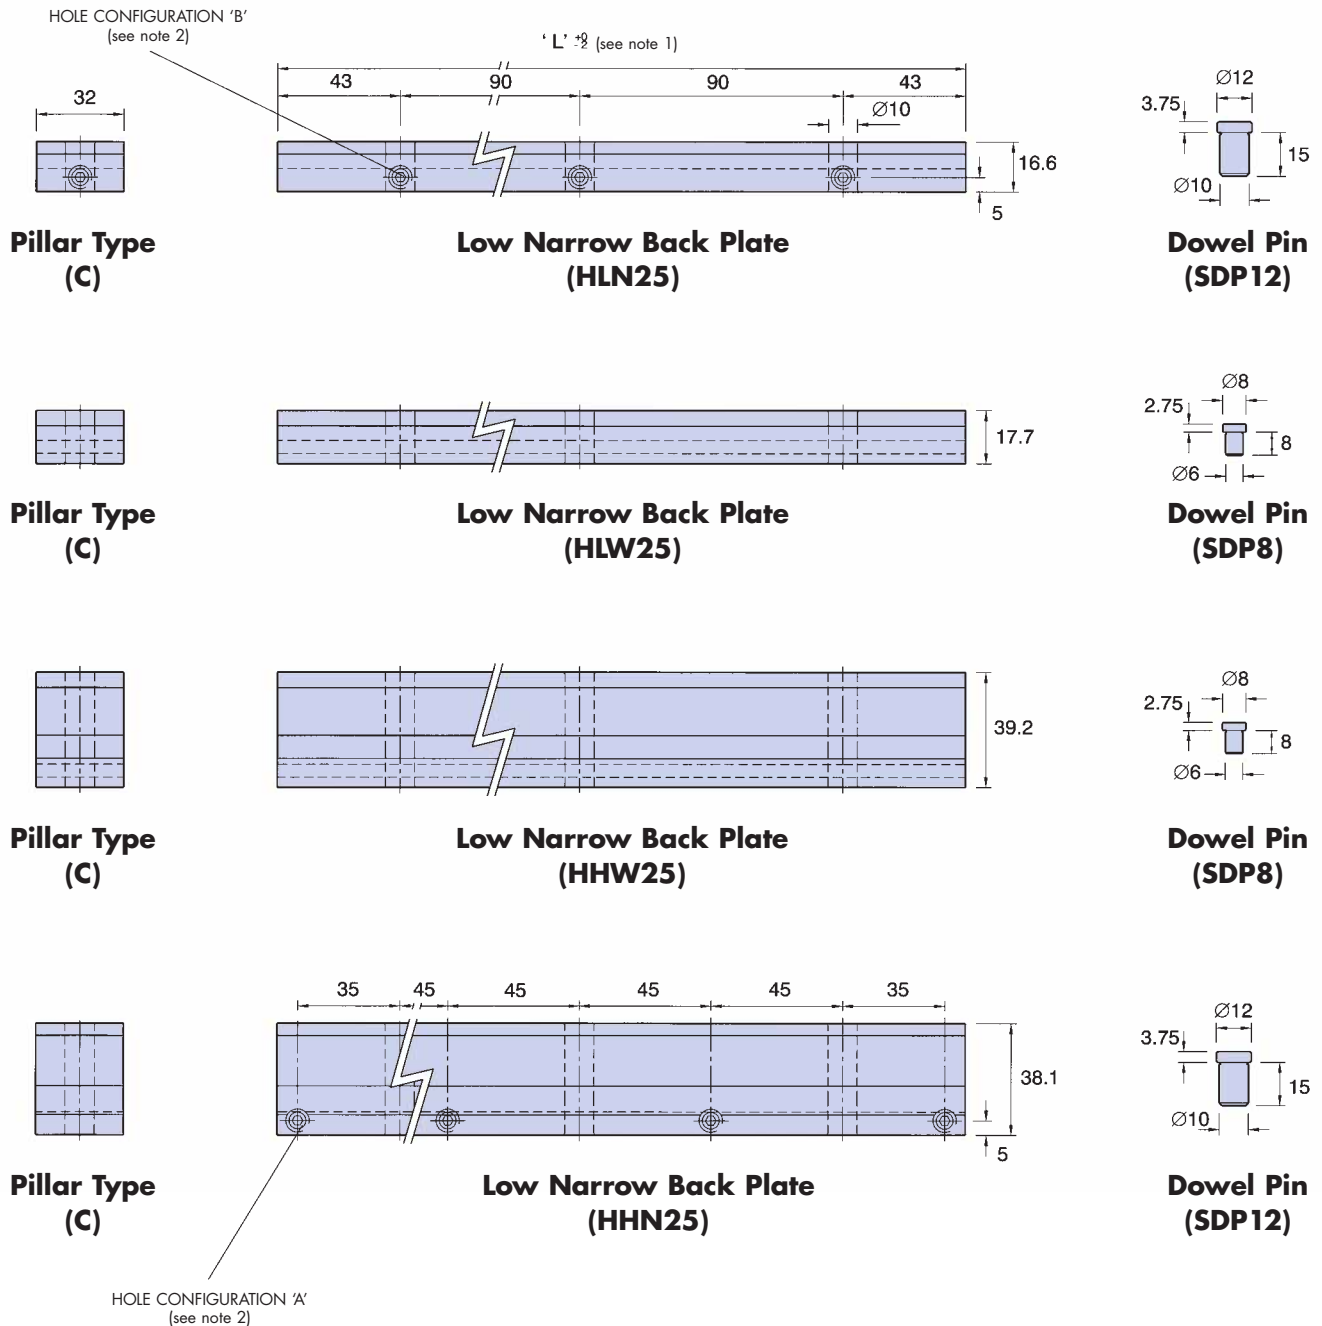 HOLE CONFIGURATION ‘B’
(see note 2)
‘ L’ +0 -2 (see note 1)
43 90 90 43
32
Ø10
16.6
5
Ø12
3.75
15
Ø10
Pillar Type
(C)
Low Narrow Back Plate
(HLN25)
Dowel Pin
(SDP12)
17.7
Ø8
2.75
8
Ø6
Pillar Type
(C)
Low Narrow Back Plate
(HLW25)
Dowel Pin
(SDP8)
39.2
Ø8
2.75
8
Ø6
Pillar Type
(C)
Low Narrow Back Plate
(HHW25)
Dowel Pin
(SDP8)
35 45 45 45 45 35
38.1
5
Ø12
3.75
15
Ø10
Pillar Type
(C)
Low Narrow Back Plate
(HHN25)
Dowel Pin
(SDP12)
HOLE CONFIGURATION ‘A’
(see note 2)